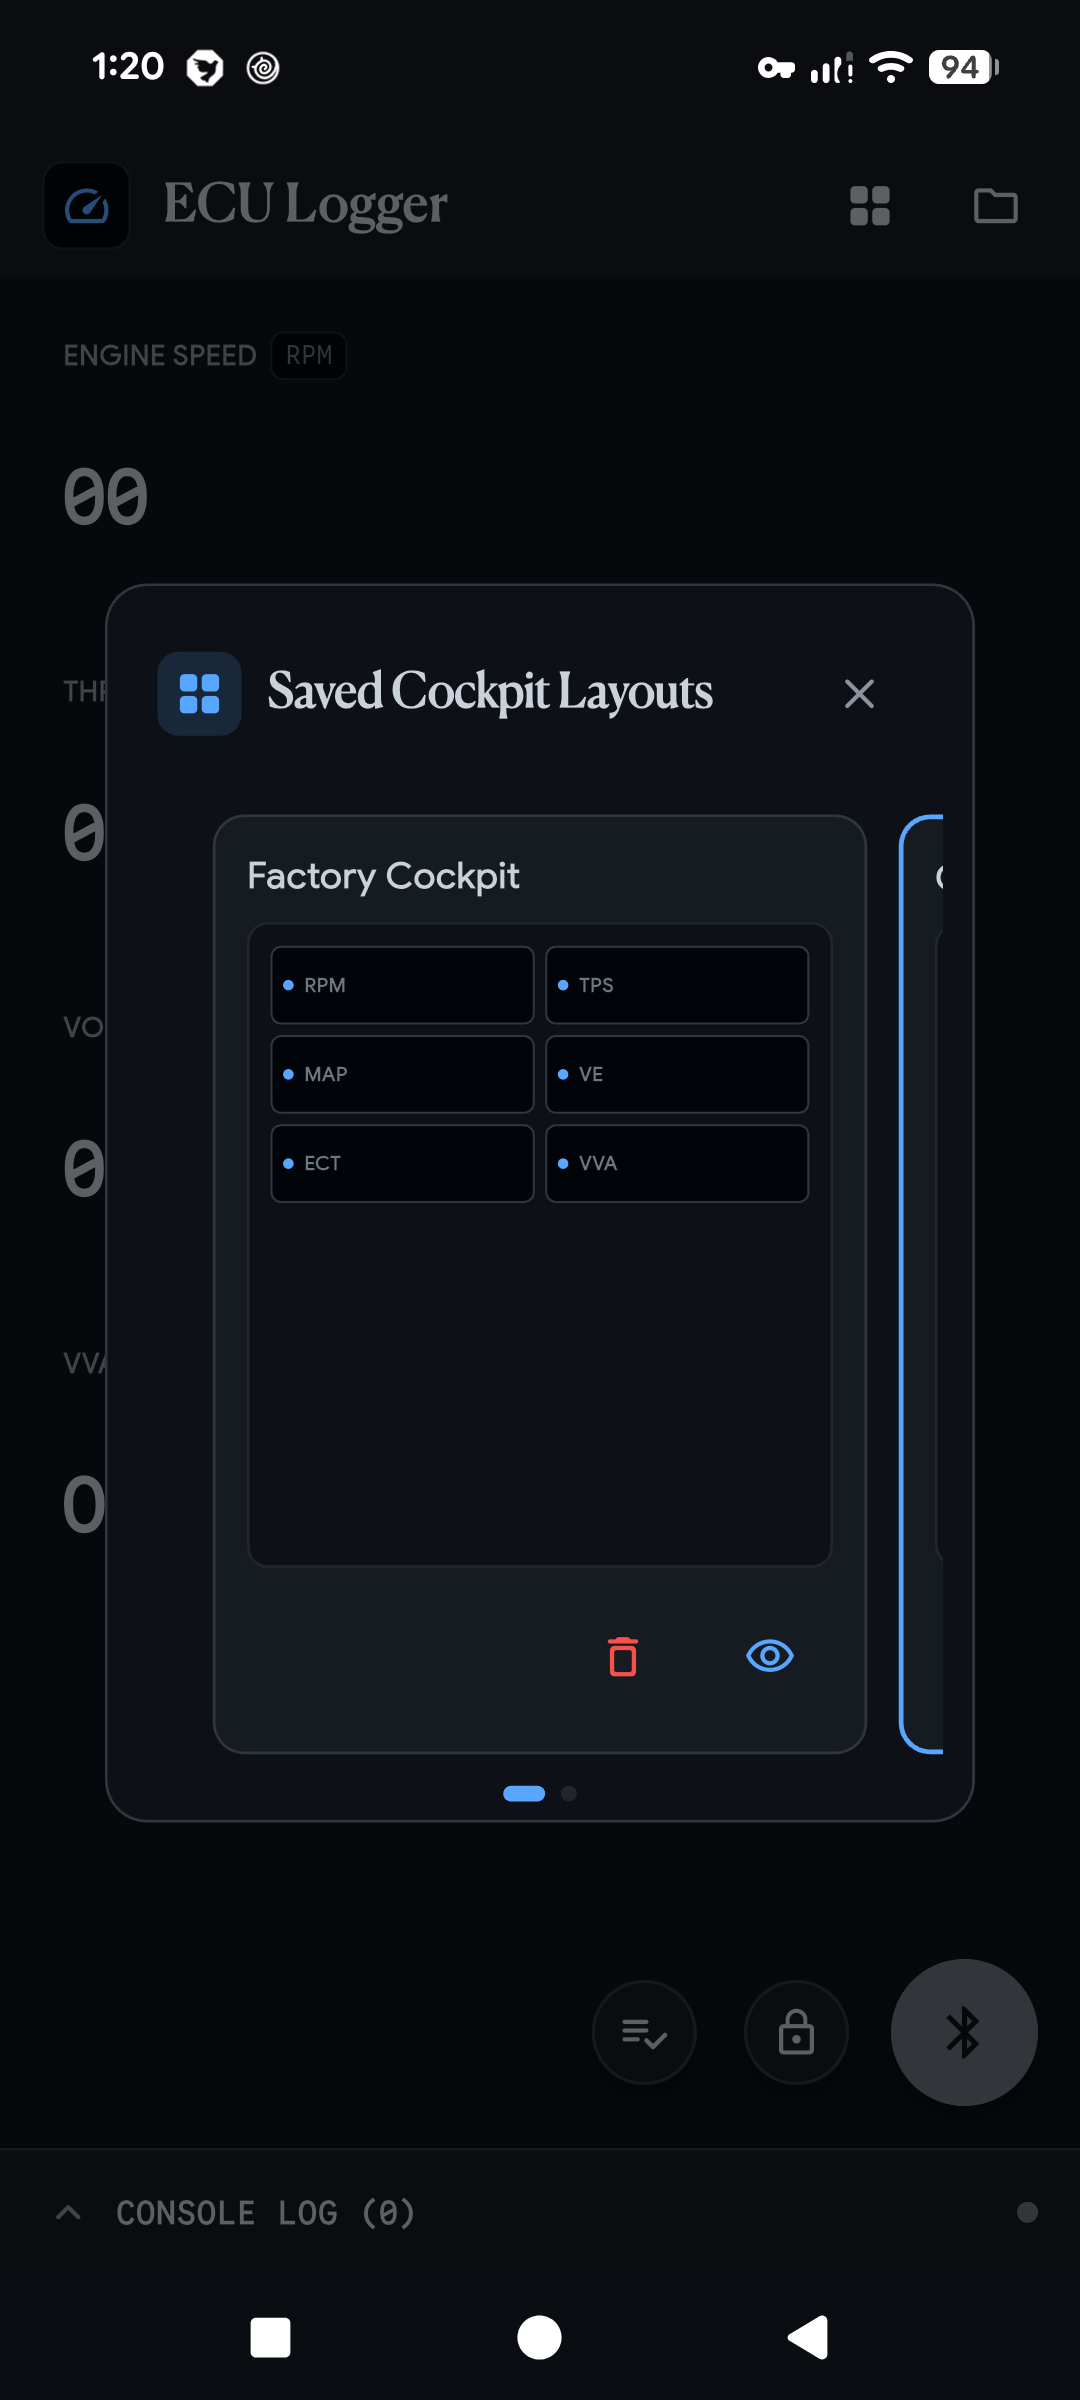 1:20
94
ECU Logger
ENGINE SPEED RPM
00
Saved Cockpit Layouts
Factory Cockpit
RPM
TPS
MAP
VE
ECT
VVA
CONSOLE LOG (0)